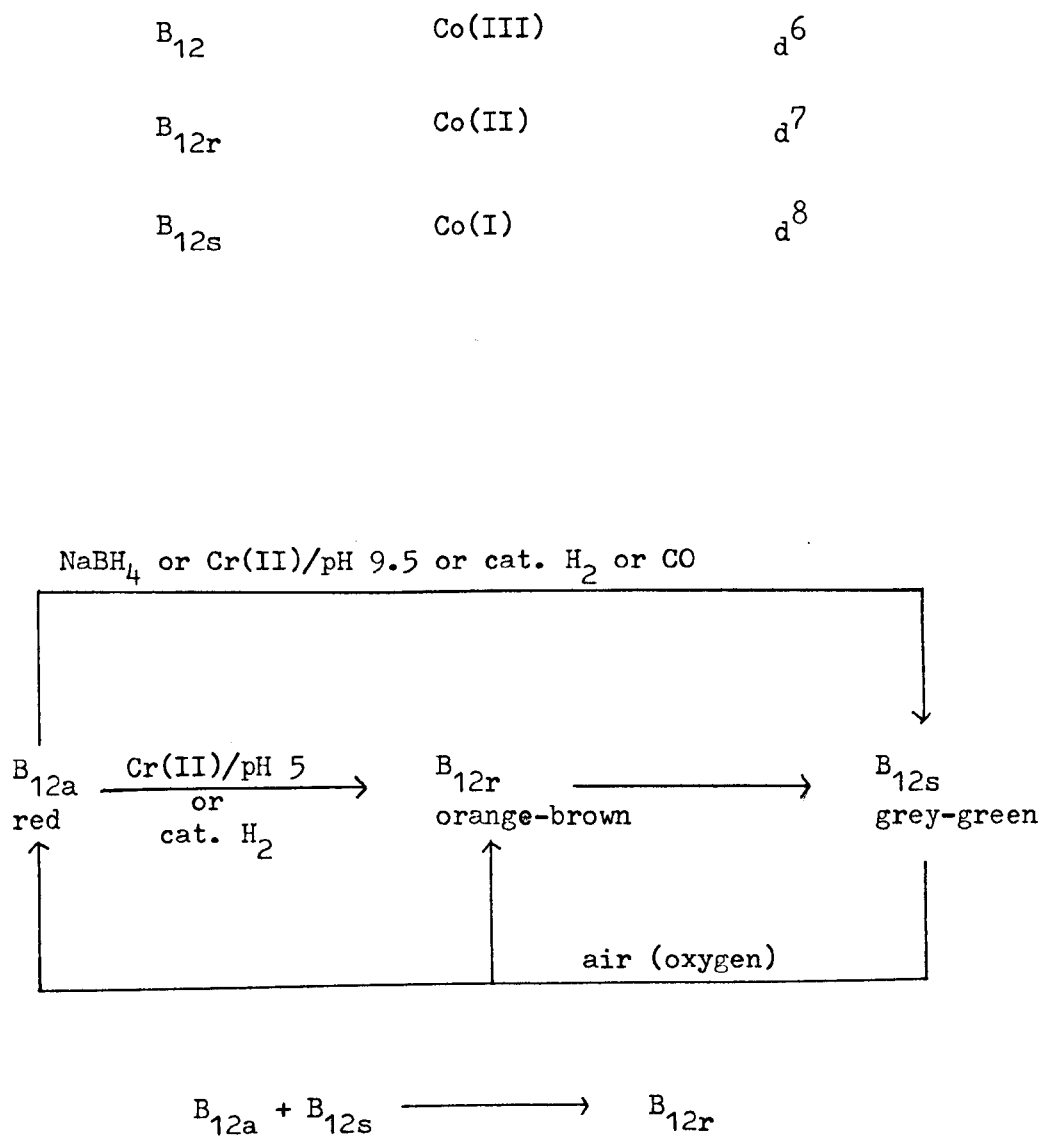 B12 Co(III) d6
B12r Co(II) d7
B12s Co(I) d8
NaBH4 or Cr(II)/pH 9.5 or cat. H2 or CO
B12a Cr(II)/pH 5 B12r B12s
red or orange-brown grey-green
cat. H2
air (oxygen)
B12a + B12s ⟶ B12r